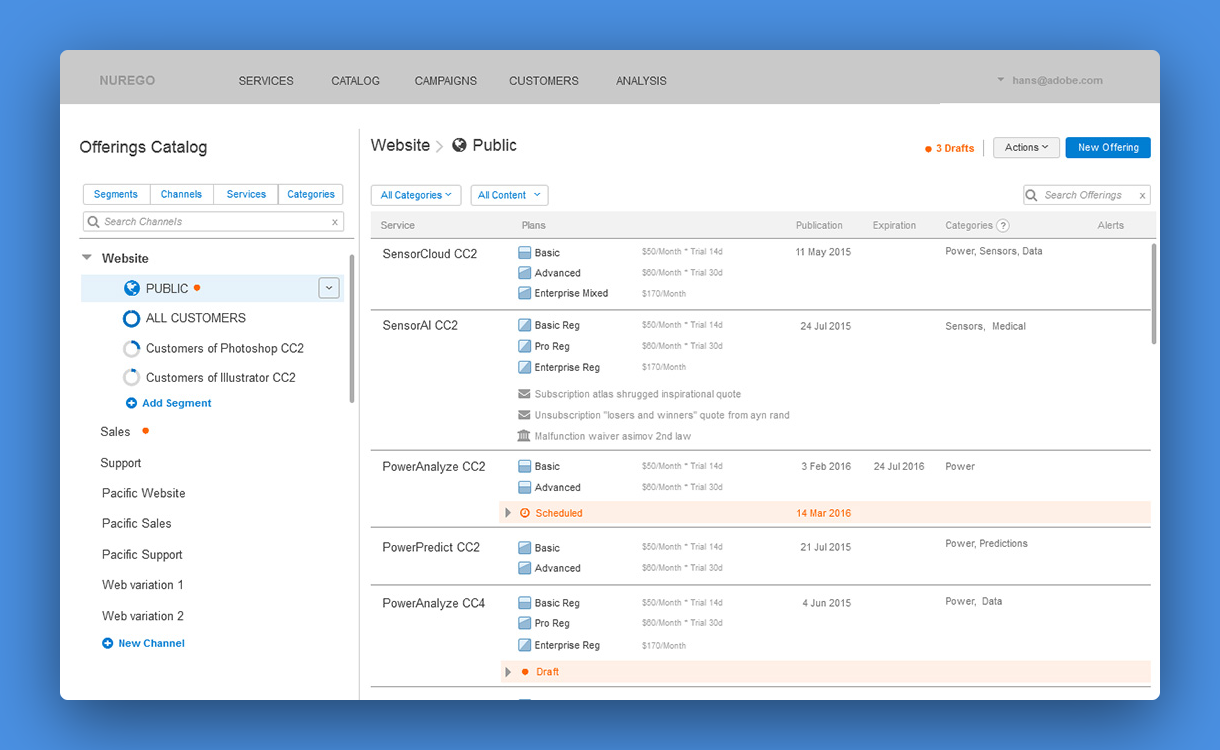 NUREGO SERVICES CATALOG CAMPAIGNS CUSTOMERS ANALYSIS hans@adobe.com
Offerings Catalog
Segments Channels Services Categories
Search Channels x
Website
PUBLIC
ALL CUSTOMERS
Customers of Photoshop CC2
Customers of Illustrator CC2
Add Segment
Sales
Support
Pacific Website
Pacific Sales
Pacific Support
Web variation 1
Web variation 2
New Channel
Website > Public
3 Drafts Actions New Offering
All Categories All Content Search Offerings x
Service Plans Publication Expiration Categories ? Alerts
SensorCloud CC2 Basic $50/Month * Trial 14d 11 May 2015 Power, Sensors, Data
Advanced $60/Month * Trial 30d
Enterprise Mixed $170/Month
SensorAI CC2 Basic Reg $50/Month * Trial 14d 24 Jul 2015 Sensors, Medical
Pro Reg $60/Month * Trial 30d
Enterprise Reg $170/Month
Subscription atlas shrugged inspirational quote
Unsubscription "losers and winners" quote from ayn rand
Malfunction waiver asimov 2nd law
PowerAnalyze CC2 Basic $50/Month * Trial 14d 3 Feb 2016 24 Jul 2016 Power
Advanced $60/Month * Trial 30d
Scheduled 14 Mar 2016
PowerPredict CC2 Basic $50/Month * Trial 14d 21 Jul 2015 Power, Predictions
Advanced $60/Month * Trial 30d
PowerAnalyze CC4 Basic Reg $50/Month * Trial 14d 4 Jun 2015 Power, Data
Pro Reg $60/Month * Trial 30d
Enterprise Reg $170/Month
Draft